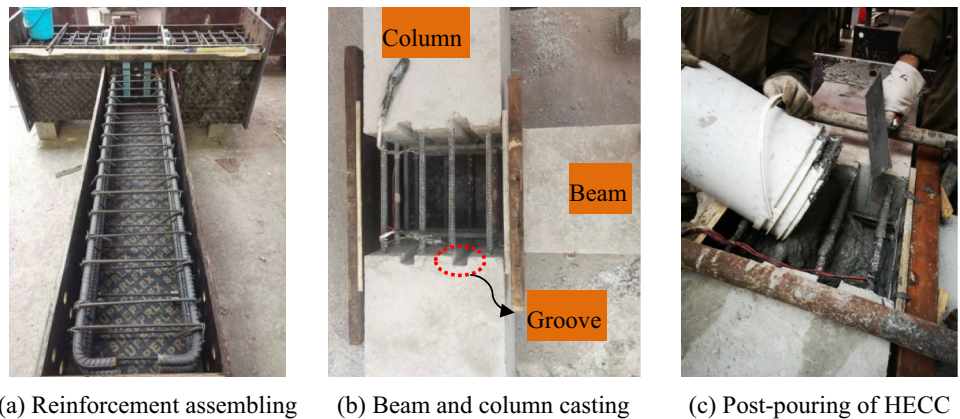 Column
Beam
Groove
(a) Reinforcement assembling
(b) Beam and column casting
(c) Post-pouring of HECC